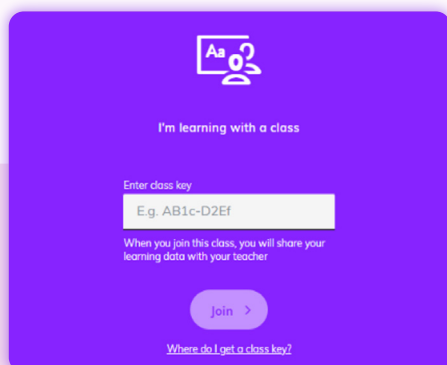 Aa
I'm learning with a class
Enter class key
E.g. AB1c-D2Ef
When you join this class, you will share your
learning data with your teacher
Join
Where do I get a class key?